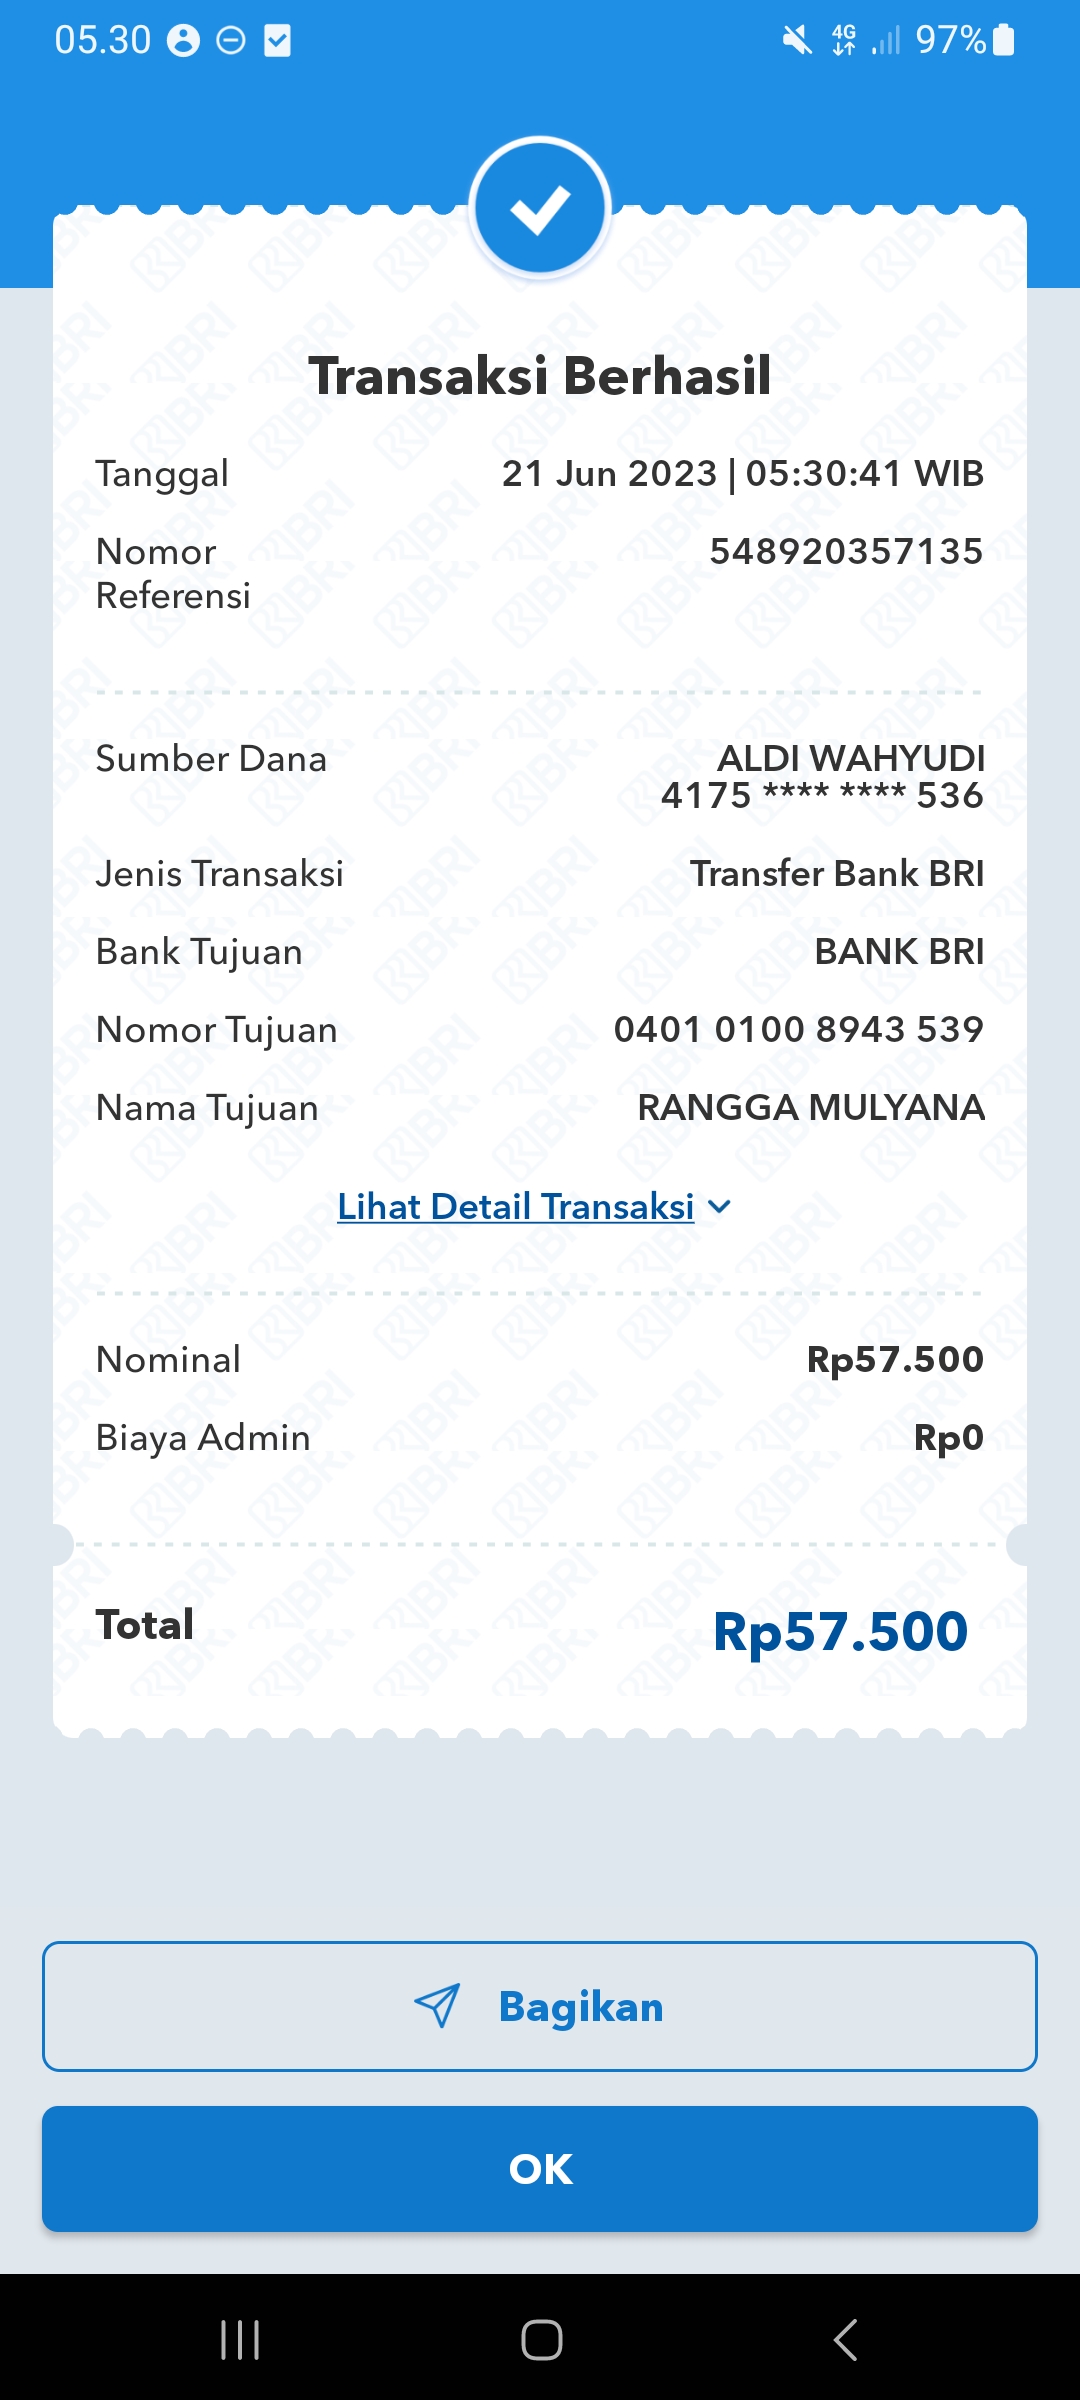 05.30 4G 97%
Transaksi Berhasil
Tanggal 21 Jun 2023 | 05:30:41 WIB
Nomor 548920357135
Referensi
Sumber Dana ALDI WAHYUDI
4175 **** **** 536
Jenis Transaksi Transfer Bank BRI
Bank Tujuan BANK BRI
Nomor Tujuan 0401 0100 8943 539
Nama Tujuan RANGGA MULYANA
Lihat Detail Transaksi
Nominal Rp57.500
Biaya Admin Rp0
Total Rp57.500
Bagikan
OK